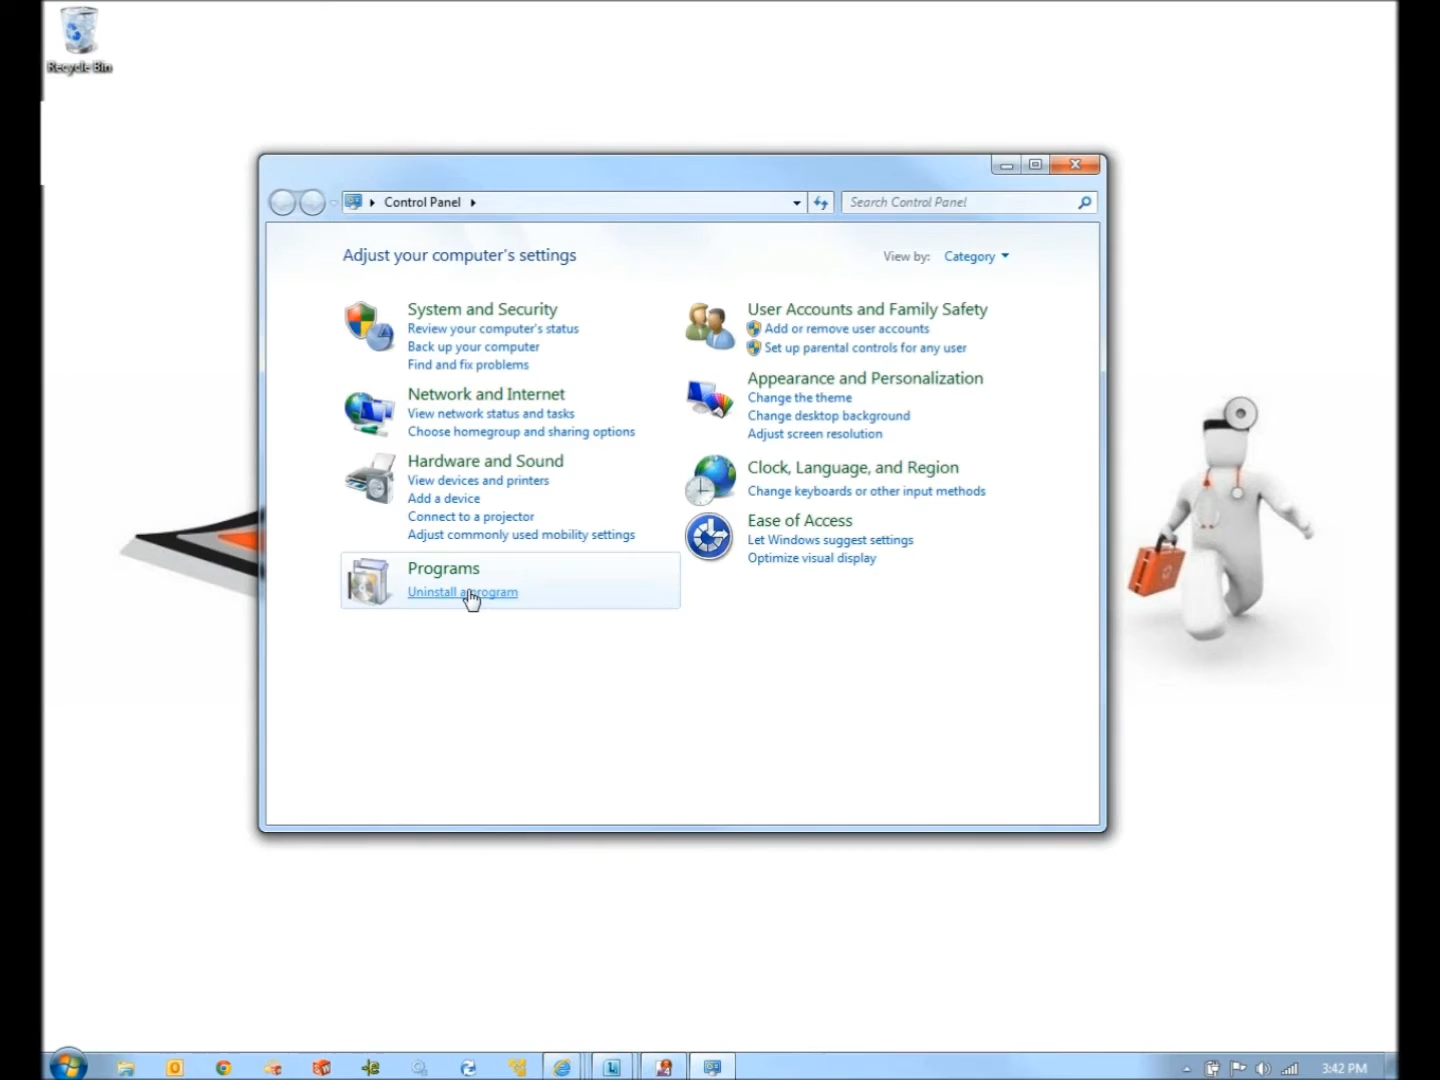 Recycle Bin
Control Panel
Search Control Panel
Adjust your computer's settings
View by: Category
System and Security
Review your computer's status
Back up your computer
Find and fix problems
Network and Internet
View network status and tasks
Choose homegroup and sharing options
Hardware and Sound
View devices and printers
Add a device
Connect to a projector
Adjust commonly used mobility settings
Programs
Uninstall a program
User Accounts and Family Safety
Add or remove user accounts
Set up parental controls for any user
Appearance and Personalization
Change the theme
Change desktop background
Adjust screen resolution
Clock, Language, and Region
Change keyboards or other input methods
Ease of Access
Let Windows suggest settings
Optimize visual display
3:42 PM